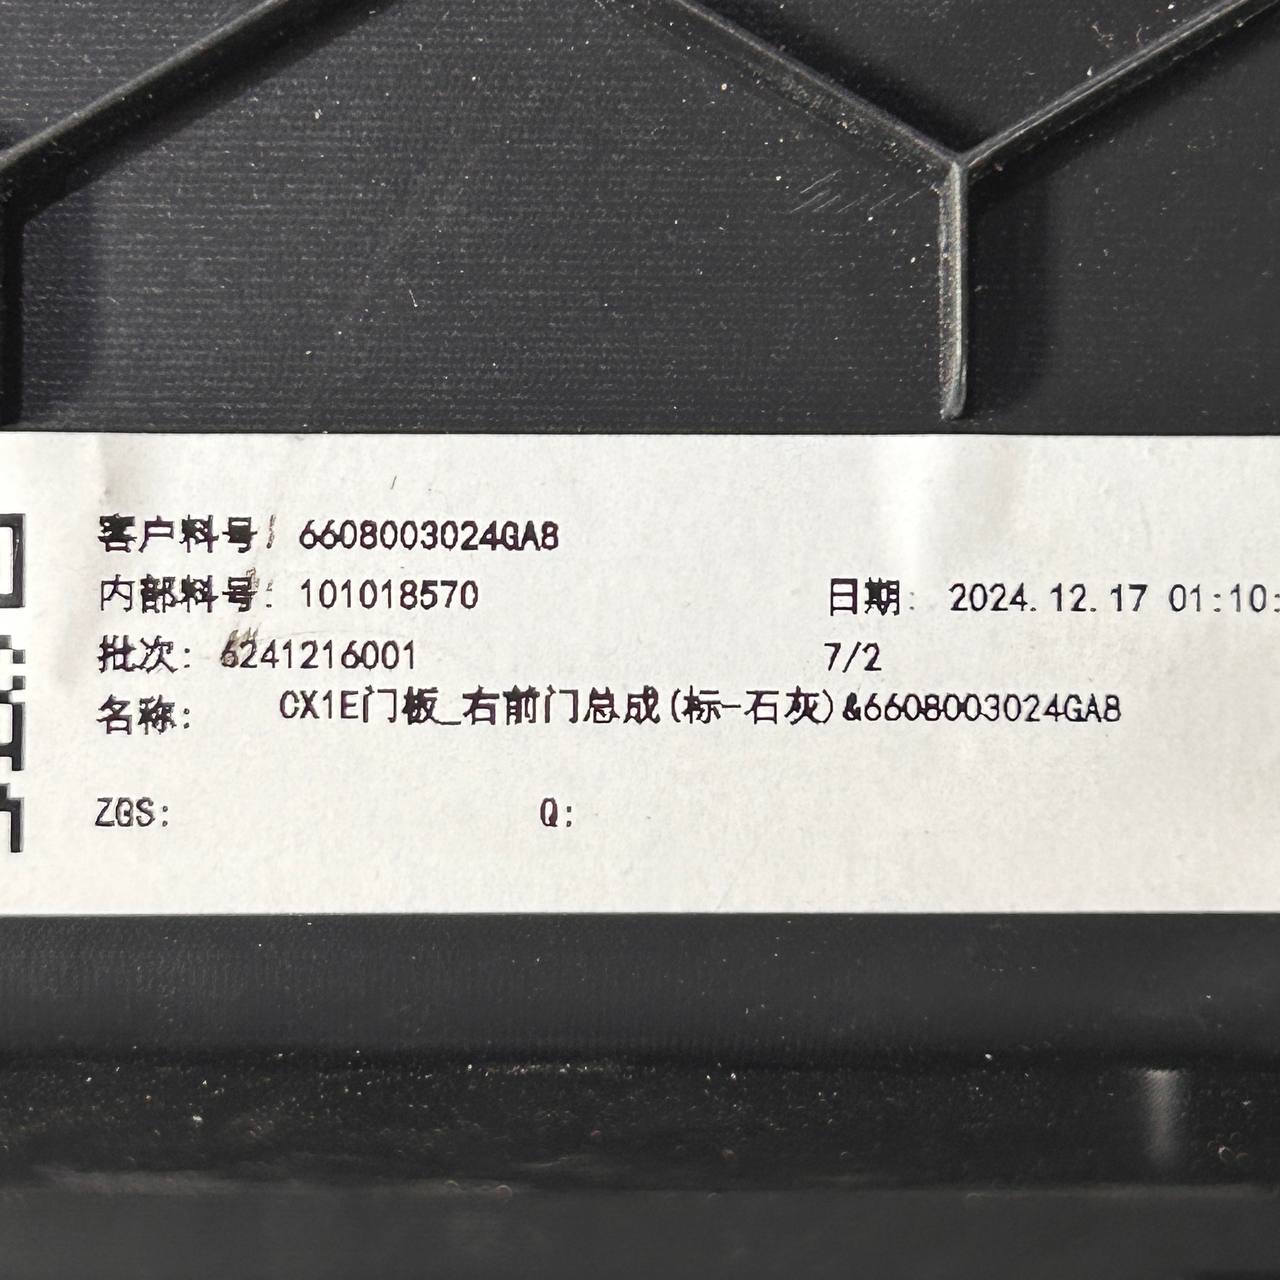 客户料号: 6608003024GA8
内部料号: 101018570
日期: 2024.12.17 01:10:
批次: 6241216001
7/2
名称: CX1E门板_右前门总成(标-石灰)&6608003024GA8
ZGS:
Q: